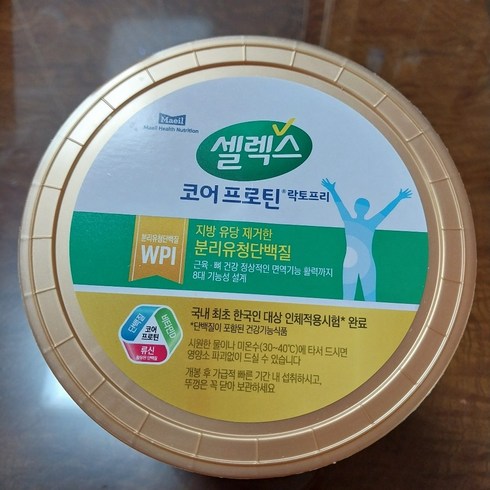 Maeil
Maeil Health Nutrition
셀렉스
코어 프로틴® 락토프리
분리유청단백질
WPI
지방 유당 제거한
분리유청단백질
근육·뼈 건강 정상적인 면역기능 활력까지
8대 기능성 설계
단백질
비타민D
코어
프로틴
류신
국내 최초 한국인 대상 인체적용시험* 완료
*단백질이 포함된 건강기능식품
시원한 물이나 미온수(30~40℃)에 타서 드시면
영양소 파괴없이 드실 수 있습니다.
개봉 후 가급적 빠른 기간 내 섭취하시고,
뚜껑은 꼭 닫아 보관하세요.